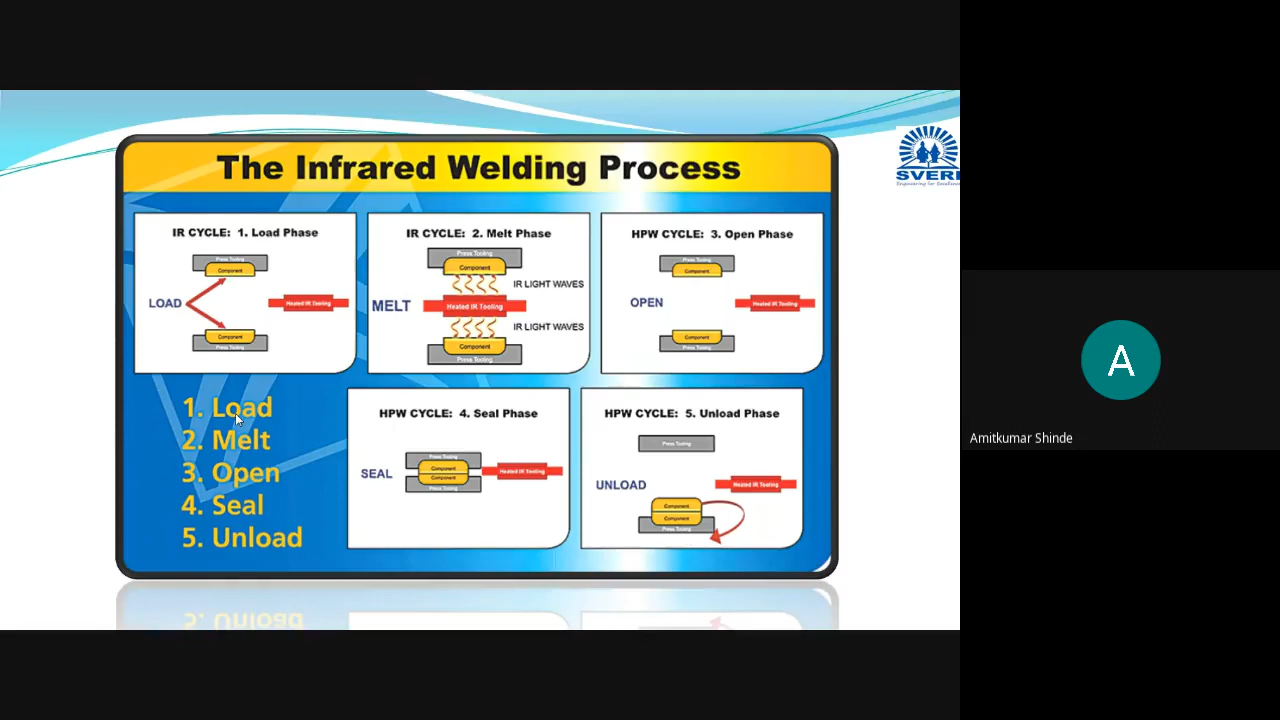 The Infrared Welding Process
SVERI
Engineering for Excellence
IR CYCLE: 1. Load Phase
Press Tooling
Component
LOAD
Heated IR Tooling
Component
Press Tooling
IR CYCLE: 2. Melt Phase
Press Tooling
Component
IR LIGHT WAVES
MELT
Heated IR Tooling
IR LIGHT WAVES
Component
Press Tooling
HPW CYCLE: 3. Open Phase
Press Tooling
Component
OPEN
Heated IR Tooling
Component
Press Tooling
1. Load
2. Melt
3. Open
4. Seal
5. Unload
HPW CYCLE: 4. Seal Phase
Press Tooling
Component
SEAL
Heated IR Tooling
Component
Press Tooling
HPW CYCLE: 5. Unload Phase
Press Tooling
UNLOAD
Heated IR Tooling
Component
Component
Press Tooling
5. Unload
A
Amitkumar Shinde